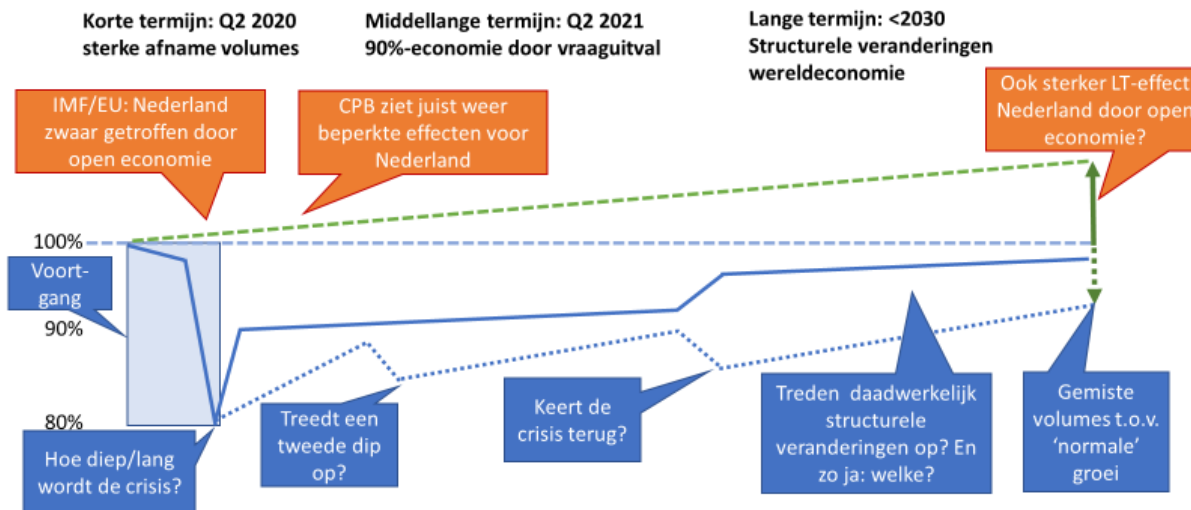 Korte termijn: Q2 2020
sterke afname volumes
Middellange termijn: Q2 2021
90%-economie door vraaguitval
Lange termijn: <2030
Structurele veranderingen
wereldeconomie
IMF/EU: Nederland
zwaar getroffen door
open economie
CPB ziet juist weer
beperkte effecten voor
Nederland
Ook sterker LT-effect
Nederland door open
economie?
100%
Voort-
gang
90%
80%
Hoe diep/lang
wordt de crisis?
Treedt een
tweede dip
op?
Keert de
crisis terug?
Treden daadwerkelijk
structurele
veranderingen op? En
zo ja: welke?
Gemiste
volumes t.o.v.
‘normale’
groei